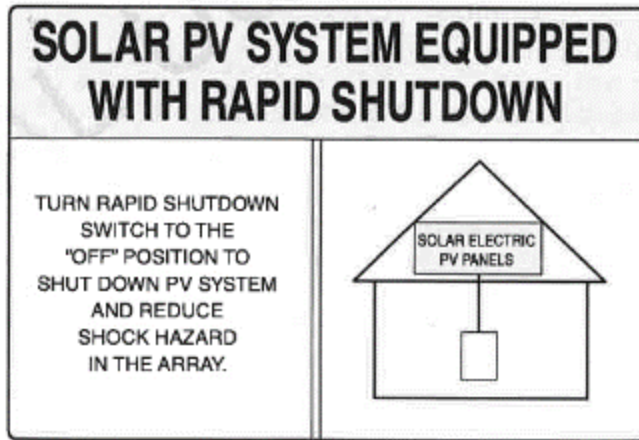 SOLAR PV SYSTEM EQUIPPED
WITH RAPID SHUTDOWN
TURN RAPID SHUTDOWN
SWITCH TO THE
"OFF" POSITION TO
SHUT DOWN PV SYSTEM
AND REDUCE
SHOCK HAZARD
IN THE ARRAY.
SOLAR ELECTRIC
PV PANELS